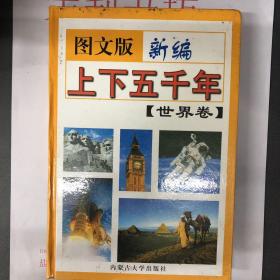 图文版 新编
上下五千年
【世界卷】
内蒙古大学出版社